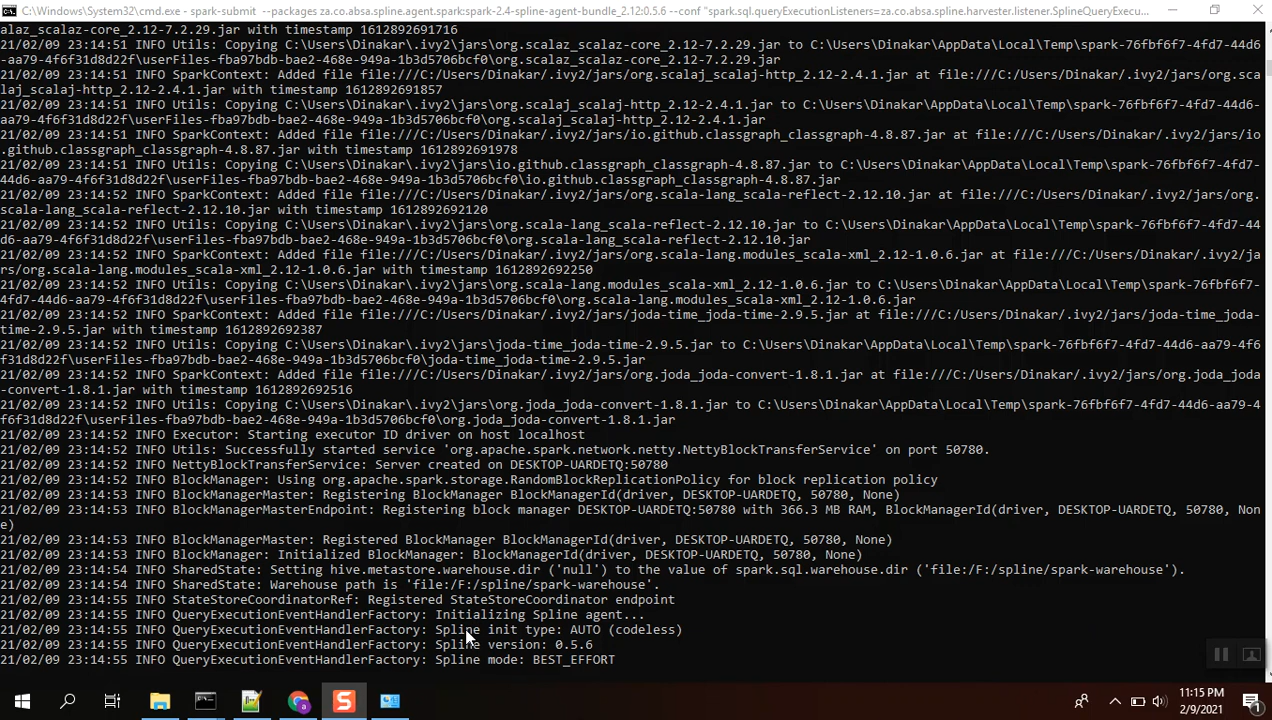 C:\Windows\System32\cmd.exe - spark-submit --packages za.co.absa.spline.agent.spark:spark-2.4-spline-agent-bundle_2.12:0.5.6 --conf "spark.sql.queryExecutionListeners=za.co.absa.spline.harvester.listener.SplineQueryExecu...
alaz_scalaz-core_2.12-7.2.29.jar with timestamp 1612892691716
21/02/09 23:14:51 INFO Utils: Copying C:\Users\Dinakar\.ivy2\jars\org.scalaz_scalaz-core_2.12-7.2.29.jar to C:\Users\Dinakar\AppData\Local\Temp\spark-76fbf6f7-4fd7-44d6
-aa79-4f6f31d8d22f\userFiles-fba97bdb-bae2-468e-949a-1b3d5706bcf0\org.scalaz_scalaz-core_2.12-7.2.29.jar
21/02/09 23:14:51 INFO SparkContext: Added file file:///C:/Users/Dinakar/.ivy2/jars/org.scalaj_scalaj-http_2.12-2.4.1.jar at file:///C:/Users/Dinakar/.ivy2/jars/org.sca
laj_scalaj-http_2.12-2.4.1.jar with timestamp 1612892691857
21/02/09 23:14:51 INFO Utils: Copying C:\Users\Dinakar\.ivy2\jars\org.scalaj_scalaj-http_2.12-2.4.1.jar to C:\Users\Dinakar\AppData\Local\Temp\spark-76fbf6f7-4fd7-44d6-
aa79-4f6f31d8d22f\userFiles-fba97bdb-bae2-468e-949a-1b3d5706bcf0\org.scalaj_scalaj-http_2.12-2.4.1.jar
21/02/09 23:14:51 INFO SparkContext: Added file file:///C:/Users/Dinakar/.ivy2/jars/io.github.classgraph_classgraph-4.8.87.jar at file:///C:/Users/Dinakar/.ivy2/jars/io
.github.classgraph_classgraph-4.8.87.jar with timestamp 1612892691978
21/02/09 23:14:51 INFO Utils: Copying C:\Users\Dinakar\.ivy2\jars\io.github.classgraph_classgraph-4.8.87.jar to C:\Users\Dinakar\AppData\Local\Temp\spark-76fbf6f7-4fd7-
44d6-aa79-4f6f31d8d22f\userFiles-fba97bdb-bae2-468e-949a-1b3d5706bcf0\io.github.classgraph_classgraph-4.8.87.jar
21/02/09 23:14:52 INFO SparkContext: Added file file:///C:/Users/Dinakar/.ivy2/jars/org.scala-lang_scala-reflect-2.12.10.jar at file:///C:/Users/Dinakar/.ivy2/jars/org.
scala-lang_scala-reflect-2.12.10.jar with timestamp 1612892692120
21/02/09 23:14:52 INFO Utils: Copying C:\Users\Dinakar\.ivy2\jars\org.scala-lang_scala-reflect-2.12.10.jar to C:\Users\Dinakar\AppData\Local\Temp\spark-76fbf6f7-4fd7-44
d6-aa79-4f6f31d8d22f\userFiles-fba97bdb-bae2-468e-949a-1b3d5706bcf0\org.scala-lang_scala-reflect-2.12.10.jar
21/02/09 23:14:52 INFO SparkContext: Added file file:///C:/Users/Dinakar/.ivy2/jars/org.scala-lang.modules_scala-xml_2.12-1.0.6.jar at file:///C:/Users/Dinakar/.ivy2/ja
rs/org.scala-lang.modules_scala-xml_2.12-1.0.6.jar with timestamp 1612892692250
21/02/09 23:14:52 INFO Utils: Copying C:\Users\Dinakar\.ivy2\jars\org.scala-lang.modules_scala-xml_2.12-1.0.6.jar to C:\Users\Dinakar\AppData\Local\Temp\spark-76fbf6f7-
4fd7-44d6-aa79-4f6f31d8d22f\userFiles-fba97bdb-bae2-468e-949a-1b3d5706bcf0\org.scala-lang.modules_scala-xml_2.12-1.0.6.jar
21/02/09 23:14:52 INFO SparkContext: Added file file:///C:/Users/Dinakar/.ivy2/jars/joda-time_joda-time-2.9.5.jar at file:///C:/Users/Dinakar/.ivy2/jars/joda-time_joda-
time-2.9.5.jar with timestamp 1612892692387
21/02/09 23:14:52 INFO Utils: Copying C:\Users\Dinakar\.ivy2\jars\joda-time_joda-time-2.9.5.jar to C:\Users\Dinakar\AppData\Local\Temp\spark-76fbf6f7-4fd7-44d6-aa79-4f6
f31d8d22f\userFiles-fba97bdb-bae2-468e-949a-1b3d5706bcf0\joda-time_joda-time-2.9.5.jar
21/02/09 23:14:52 INFO SparkContext: Added file file:///C:/Users/Dinakar/.ivy2/jars/org.joda_joda-convert-1.8.1.jar at file:///C:/Users/Dinakar/.ivy2/jars/org.joda_joda
-convert-1.8.1.jar with timestamp 1612892692516
21/02/09 23:14:52 INFO Utils: Copying C:\Users\Dinakar\.ivy2\jars\org.joda_joda-convert-1.8.1.jar to C:\Users\Dinakar\AppData\Local\Temp\spark-76fbf6f7-44d6-aa79-4
f6f31d8d22f\userFiles-fba97bdb-bae2-468e-949a-1b3d5706bcf0\org.joda_joda-convert-1.8.1.jar
21/02/09 23:14:52 INFO Executor: Starting executor ID driver on host localhost
21/02/09 23:14:52 INFO Utils: Successfully started service 'org.apache.spark.network.netty.NettyBlockTransferService' on port 50780.
21/02/09 23:14:52 INFO NettyBlockTransferService: Server created on DESKTOP-UARDETQ:50780
21/02/09 23:14:52 INFO BlockManager: Using org.apache.spark.storage.RandomBlockReplicationPolicy for block replication policy
21/02/09 23:14:53 INFO BlockManagerMaster: Registering BlockManager BlockManagerId(driver, DESKTOP-UARDETQ, 50780, None)
21/02/09 23:14:53 INFO BlockManagerMasterEndpoint: Registering block manager DESKTOP-UARDETQ:50780 with 366.3 MB RAM, BlockManagerId(driver, DESKTOP-UARDETQ, 50780, Non
e)
21/02/09 23:14:53 INFO BlockManagerMaster: Registered BlockManager BlockManagerId(driver, DESKTOP-UARDETQ, 50780, None)
21/02/09 23:14:53 INFO BlockManager: Initialized BlockManager: BlockManagerId(driver, DESKTOP-UARDETQ, 50780, None)
21/02/09 23:14:54 INFO SharedState: Setting hive.metastore.warehouse.dir ('null') to the value of spark.sql.warehouse.dir ('file:/F:/spline/spark-warehouse').
21/02/09 23:14:54 INFO SharedState: Warehouse path is 'file:/F:/spline/spark-warehouse'.
21/02/09 23:14:55 INFO StateStoreCoordinatorRef: Registered StateStoreCoordinator endpoint
21/02/09 23:14:55 INFO QueryExecutionEventHandlerFactory: Initializing Spline agent...
21/02/09 23:14:55 INFO QueryExecutionEventHandlerFactory: Spline init type: AUTO (codeless)
21/02/09 23:14:55 INFO QueryExecutionEventHandlerFactory: Spline version: 0.5.6
21/02/09 23:14:55 INFO QueryExecutionEventHandlerFactory: Spline mode: BEST_EFFORT
11:15 PM
2/9/2021
1